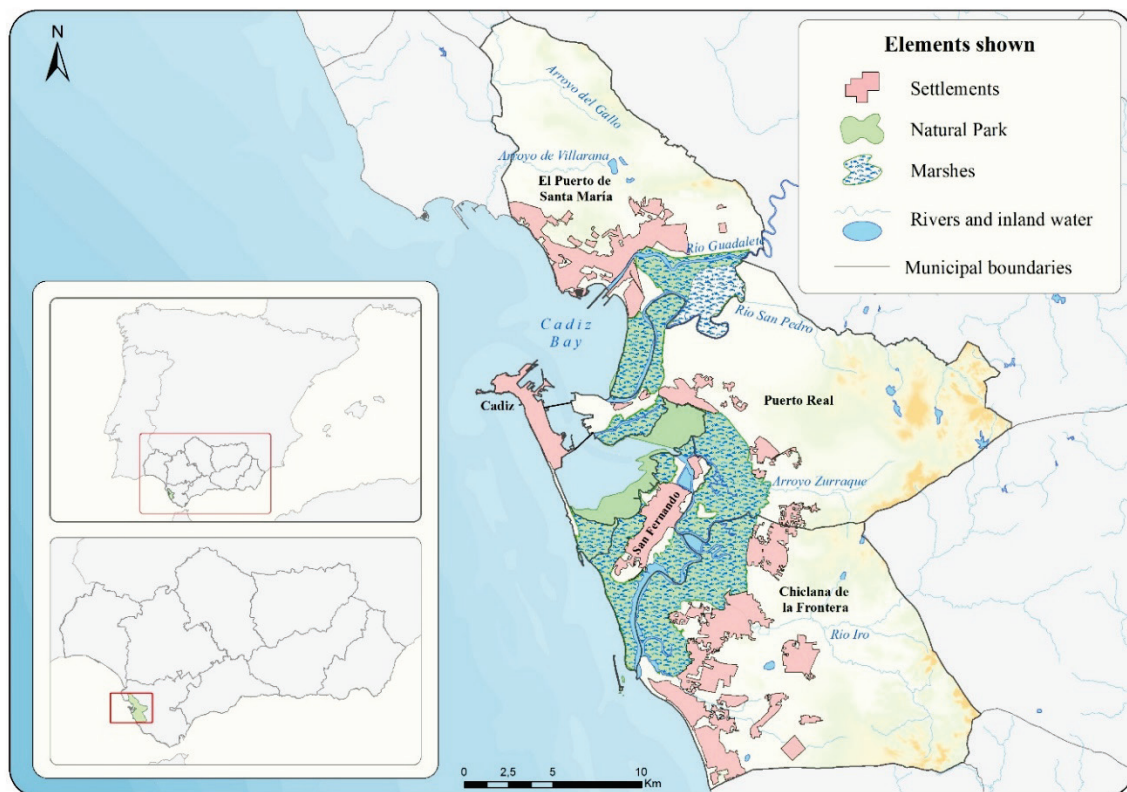 N
Elements shown
Settlements
Natural Park
Marshes
Rivers and inland water
Municipal boundaries
Arroyo del Gallo
Arroyo de Villarana
El Puerto de
Santa María
Río Guadalete
Río San Pedro
Cadiz
Bay
Cadiz
Puerto Real
Arroyo Zurraque
San Fernando
Chiclana de
la Frontera
Río Iro
0 2,5 5 10
Km